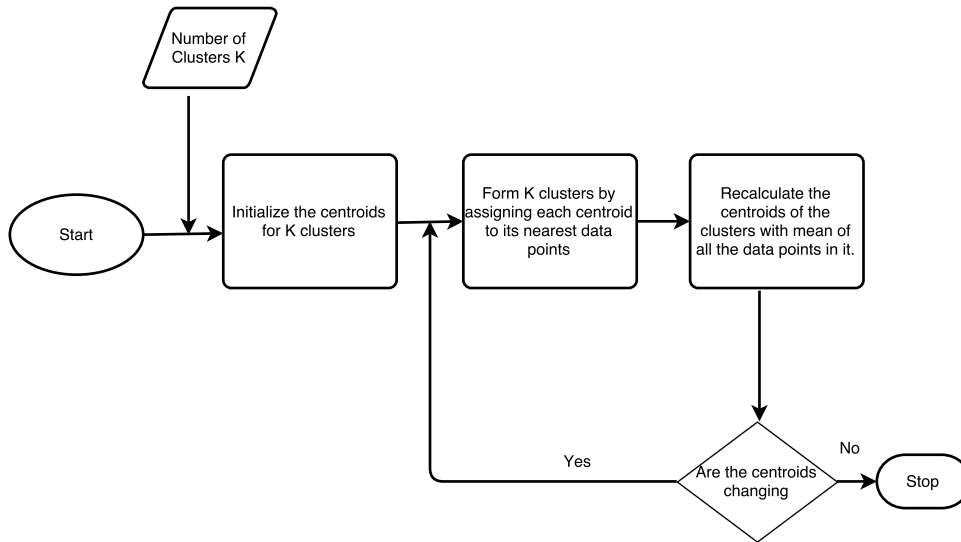 Number of
Clusters K
Start
Initialize the centroids
for K clusters
Form K clusters by
assigning each centroid
to its nearest data
points
Recalculate the
centroids of the
clusters with mean of
all the data points in it.
Are the centroids
changing
Yes
No
Stop